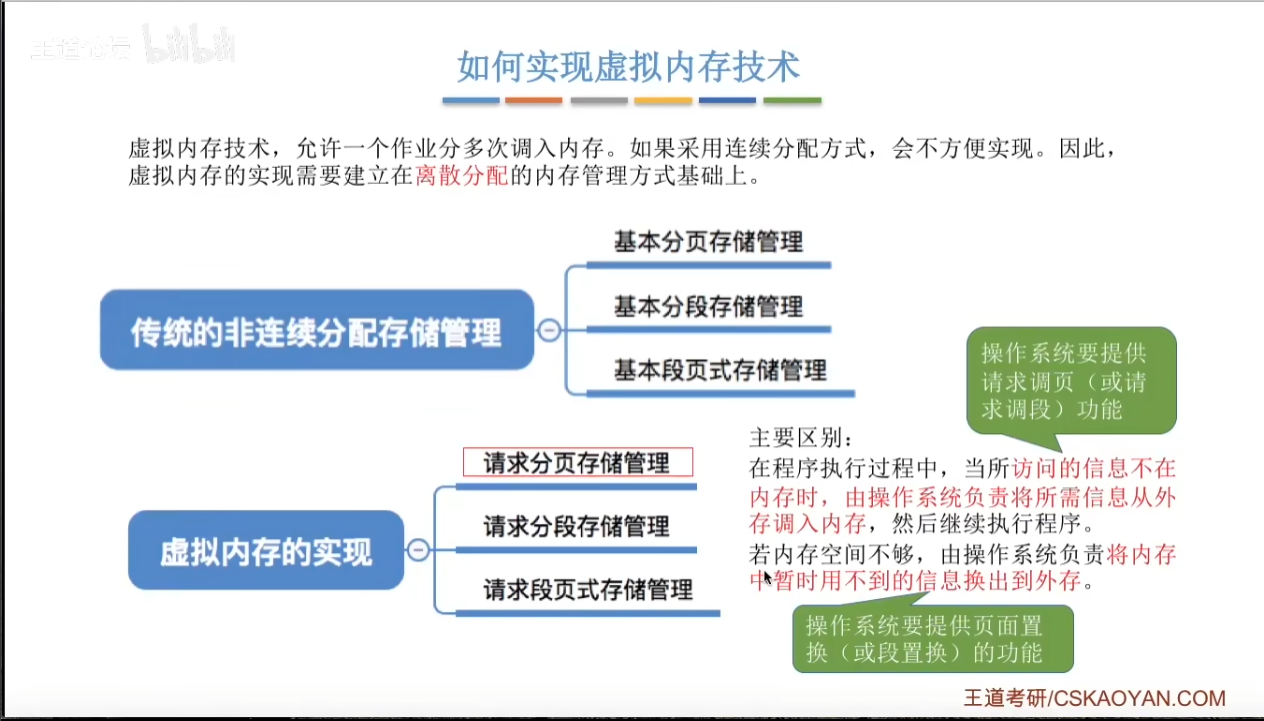 王道论坛 bilibili
如何实现虚拟内存技术
虚拟内存技术，允许一个作业分多次调入内存。如果采用连续分配方式，会不方便实现。因此，
虚拟内存的实现需要建立在离散分配的内存管理方式基础上。
传统的非连续分配存储管理
基本分页存储管理
基本分段存储管理
基本段页式存储管理
虚拟内存的实现
请求分页存储管理
请求分段存储管理
请求段页式存储管理
操作系统要提供
请求调页（或请
求调段）功能
主要区别：
在程序执行过程中，当所访问的信息不在
内存时，由操作系统负责将所需信息从外
存调入内存，然后继续执行程序。
若内存空间不够，由操作系统负责将内存
中暂时用不到的信息换出到外存。
操作系统要提供页面置
换（或段置换）的功能
王道考研/CSKAOYAN.COM